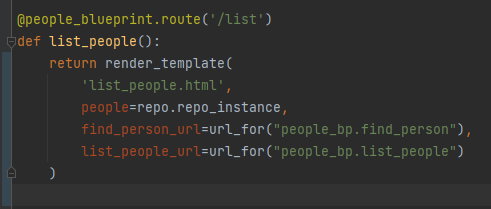 @people_blueprint.route('/list')
def list_people():
    return render_template(
        'list_people.html',
        people=repo.repo_instance,
        find_person_url=url_for("people_bp.find_person"),
        list_people_url=url_for("people_bp.list_people")
    )